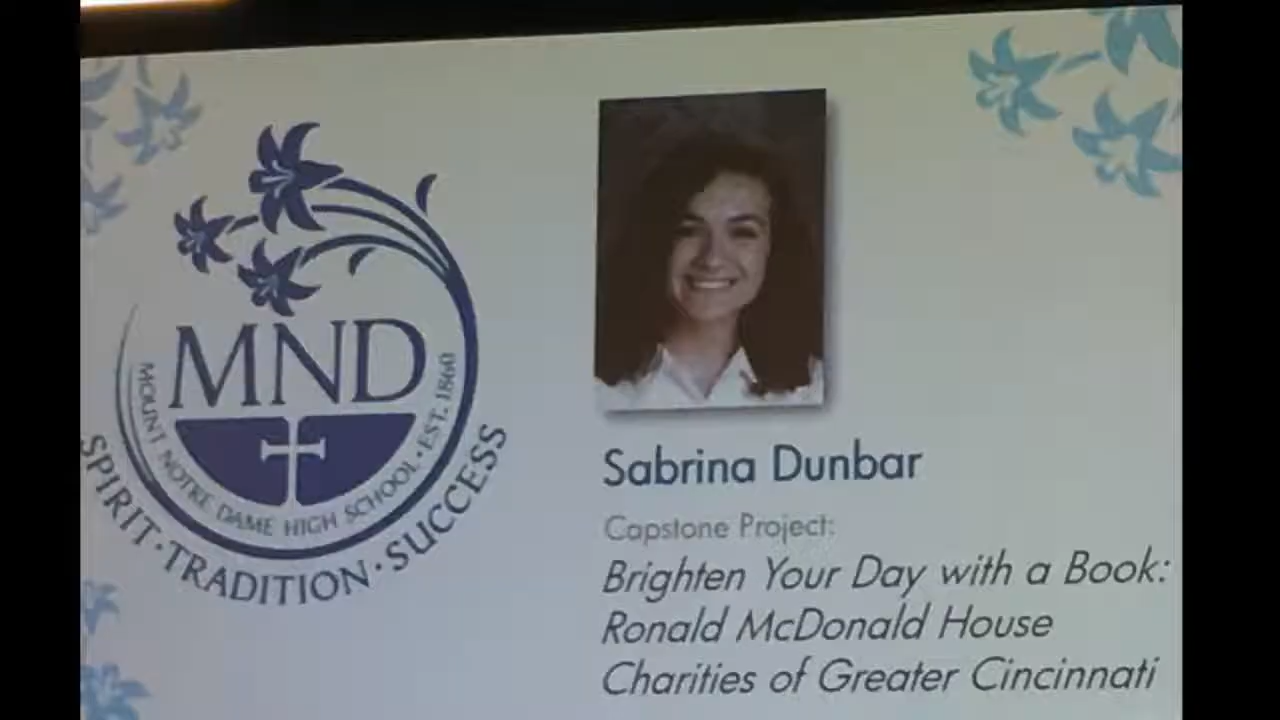 MND
MOUNT NOTRE DAME HIGH SCHOOL • EST. 1860
SPIRIT • TRADITION • SUCCESS
Sabrina Dunbar
Capstone Project:
Brighten Your Day with a Book:
Ronald McDonald House
Charities of Greater Cincinnati